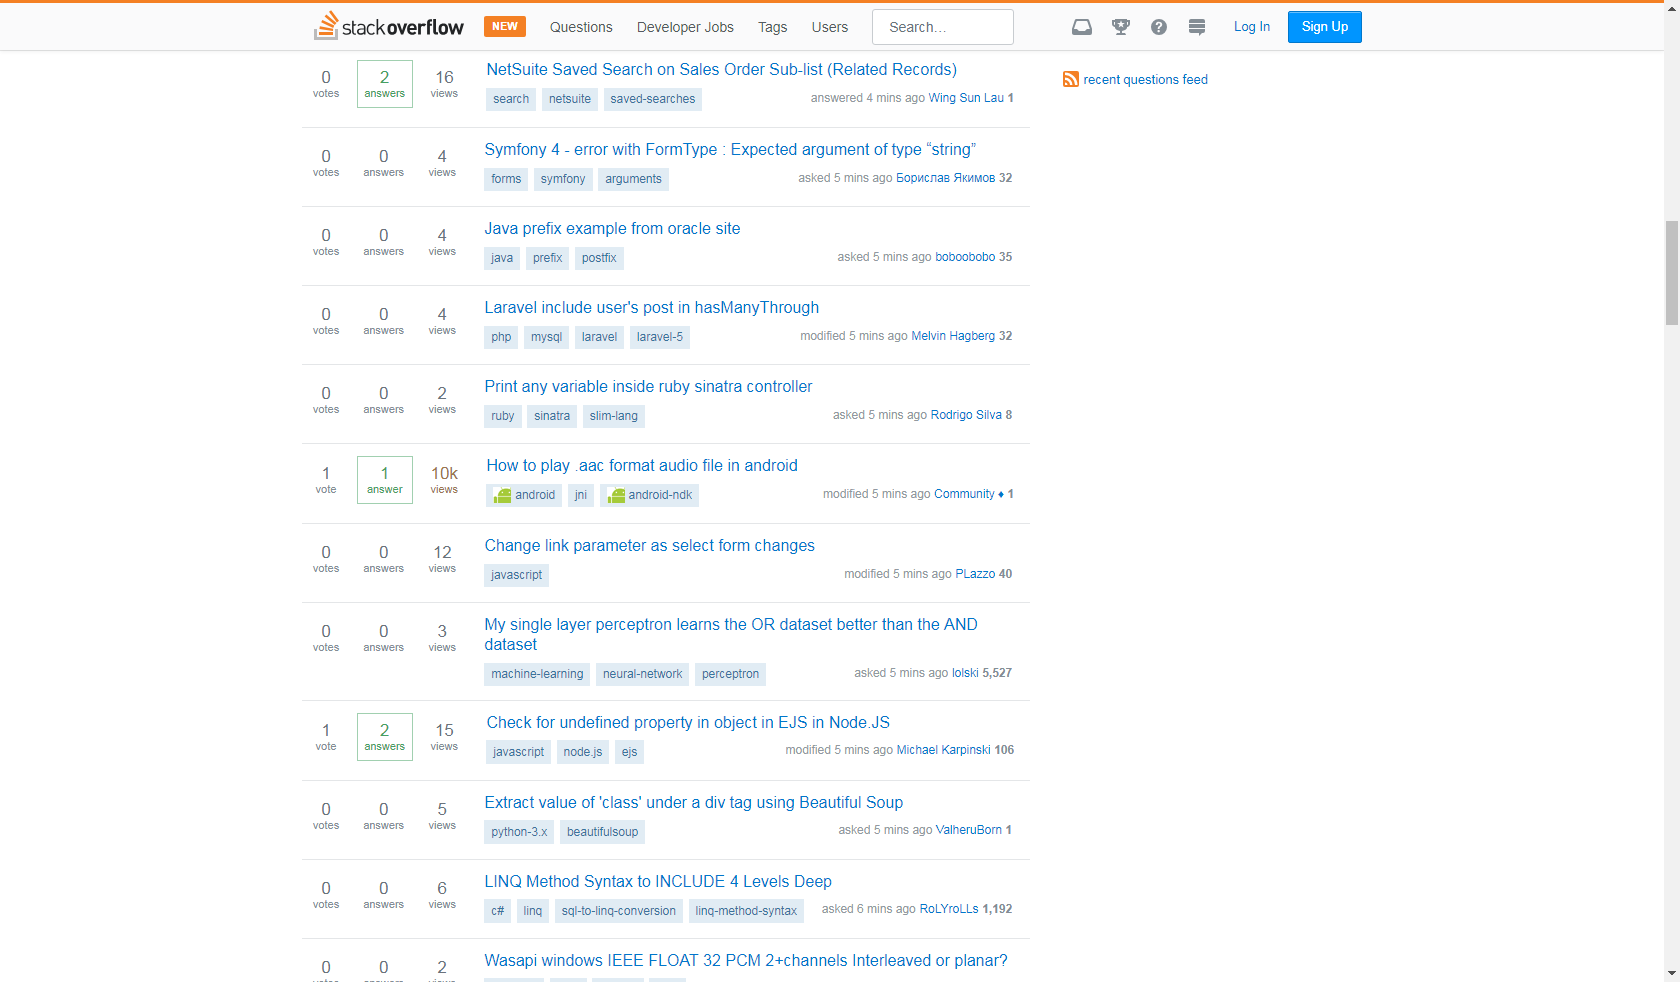 stackoverflow NEW Questions Developer Jobs Tags Users Search... Log In Sign Up
0 2 16 NetSuite Saved Search on Sales Order Sub-list (Related Records)
votes answers views
search netsuite saved-searches answered 4 mins ago Wing Sun Lau 1
recent questions feed
0 0 4 Symfony 4 - error with FormType : Expected argument of type “string”
votes answers views
forms symfony arguments asked 5 mins ago Борислав Якимов 32
0 0 4 Java prefix example from oracle site
votes answers views
java prefix postfix asked 5 mins ago boboobobo 35
0 0 4 Laravel include user's post in hasManyThrough
votes answers views
php mysql laravel laravel-5 modified 5 mins ago Melvin Hagberg 32
0 0 2 Print any variable inside ruby sinatra controller
votes answers views
ruby sinatra slim-lang asked 5 mins ago Rodrigo Silva 8
1 1 10k How to play .aac format audio file in android
vote answer views
android jni android-ndk modified 5 mins ago Community ♦ 1
0 0 12 Change link parameter as select form changes
votes answers views
javascript modified 5 mins ago PLazzo 40
0 0 3 My single layer perceptron learns the OR dataset better than the AND
votes answers views dataset
machine-learning neural-network perceptron asked 5 mins ago lolski 5,527
1 2 15 Check for undefined property in object in EJS in Node.JS
vote answers views
javascript node.js ejs modified 5 mins ago Michael Karpinski 106
0 0 5 Extract value of 'class' under a div tag using Beautiful Soup
votes answers views
python-3.x beautifulsoup asked 5 mins ago ValheruBorn 1
0 0 6 LINQ Method Syntax to INCLUDE 4 Levels Deep
votes answers views
c# linq sql-to-linq-conversion linq-method-syntax asked 6 mins ago RoLYroLLs 1,192
0 0 2 Wasapi windows IEEE FLOAT 32 PCM 2+channels Interleaved or planar?